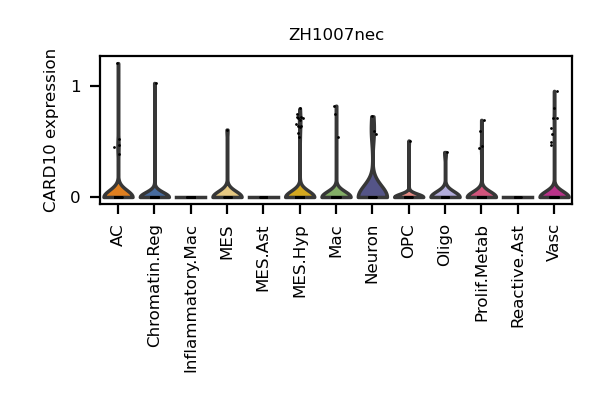 ZH1007nec
CARD10 expression
1
0
AC
Chromatin.Reg
Inflammatory.Mac
MES
MES.Ast
MES.Hyp
Mac
Neuron
OPC
Oligo
Prolif.Metab
Reactive.Ast
Vasc